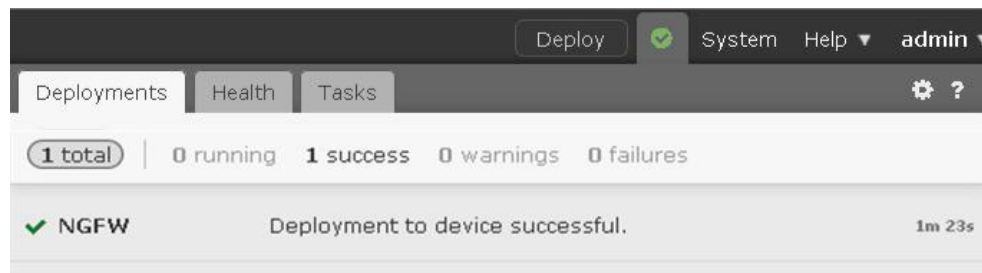 Deploy System Help admin
Deployments Health Tasks ?
1 total 0 running 1 success 0 warnings 0 failures
NGFW Deployment to device successful. 1m 23s